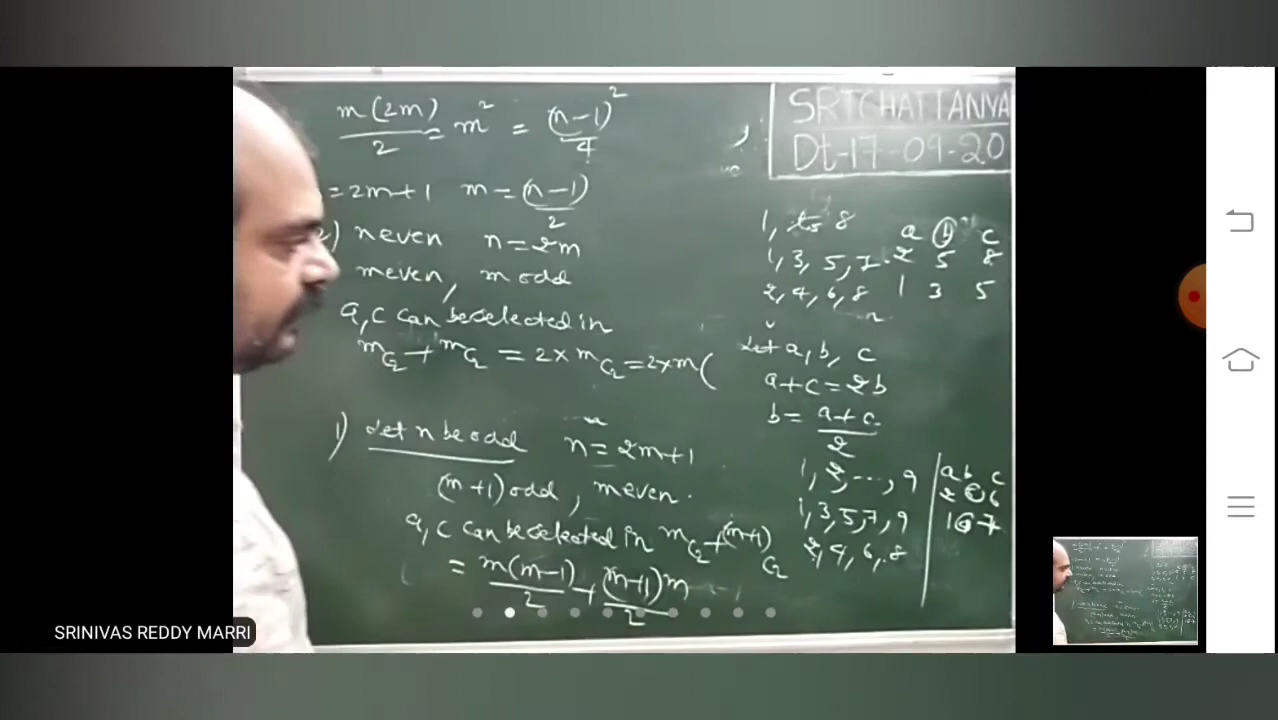 m(2m)/2 = m² = (n-1)²/4
= 2m+1 m = (n-1)/2
) n even n = 2m
m even, m odd
a, c can be selected in
mC2 + mC2 = 2×mC2 = 2×m(
1) Let n be odd n = 2m+1
(m+1) odd, m even.
a, c can be selected in mC2 + (m+1)C2
= m(m-1)/2 + (m+1)m/2
SRICHAITANYA
Dt-17-09-20
1, to 8
1, 3, 5, 7
2, 4, 6, 8
a b c
2 5 8
1 3 5
Let a, b, c
a+c = 2b
b = a+c/2
1, 2, ..., 9
1, 3, 5, 7, 9
2, 4, 6, 8
a b c
2 6
1 7
SRINIVAS REDDY MARRI